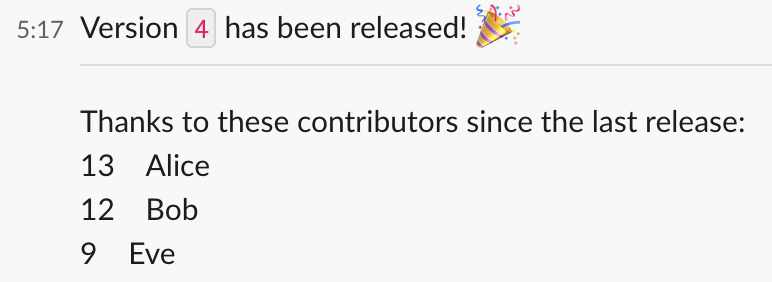 5:17 Version 4 has been released! 🎉
Thanks to these contributors since the last release:
13 Alice
12 Bob
9 Eve